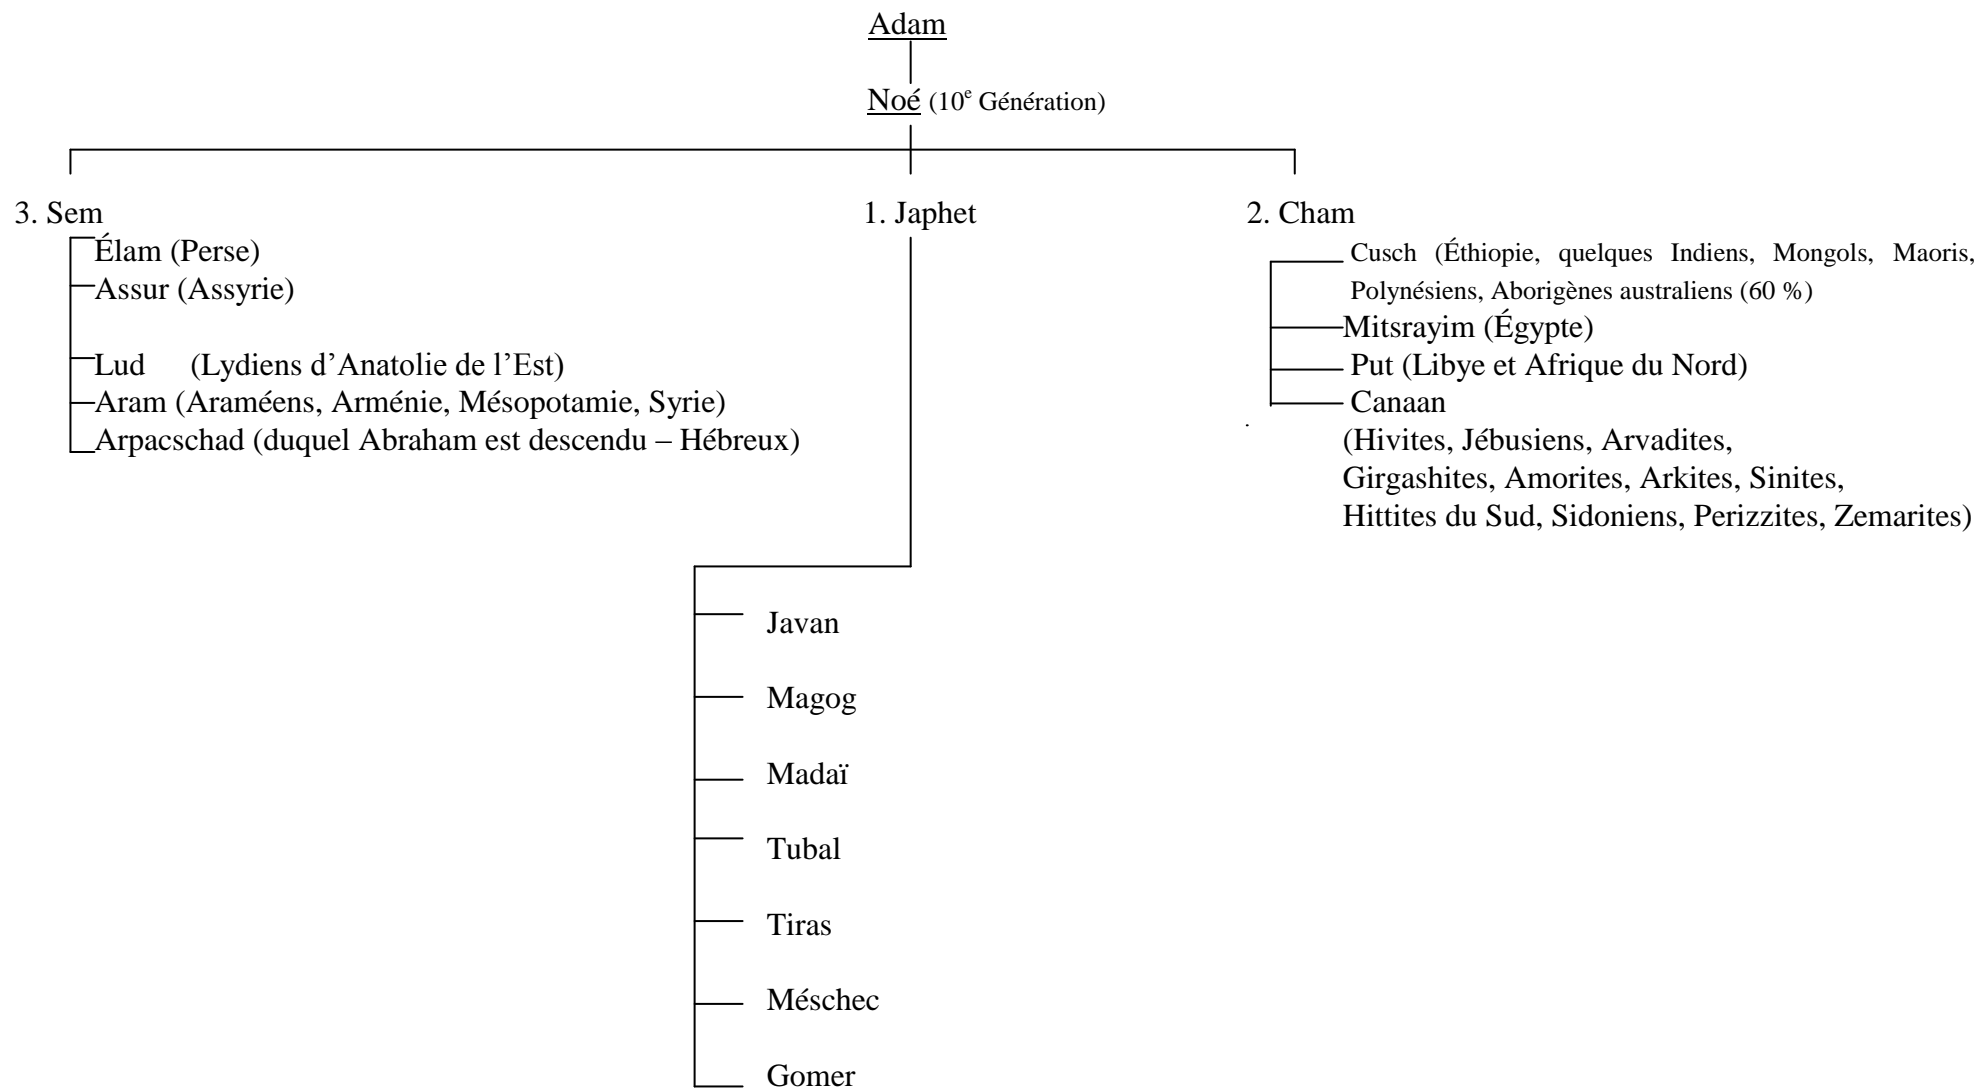 Adam
Noé (10e Génération)
3. Sem
Élam (Perse)
Assur (Assyrie)
Lud (Lydiens d’Anatolie de l’Est)
Aram (Araméens, Arménie, Mésopotamie, Syrie)
Arpacschad (duquel Abraham est descendu – Hébreux)
1. Japhet
Javan
Magog
Madaï
Tubal
Tiras
Méschec
Gomer
2. Cham
Cusch (Éthiopie, quelques Indiens, Mongols, Maoris,
Polynésiens, Aborigènes australiens (60 %)
Mitsrayim (Égypte)
Put (Libye et Afrique du Nord)
Canaan
(Hivites, Jébusiens, Arvadites,
Girgashites, Amorites, Arkites, Sinites,
Hittites du Sud, Sidoniens, Perizzites, Zemarites)